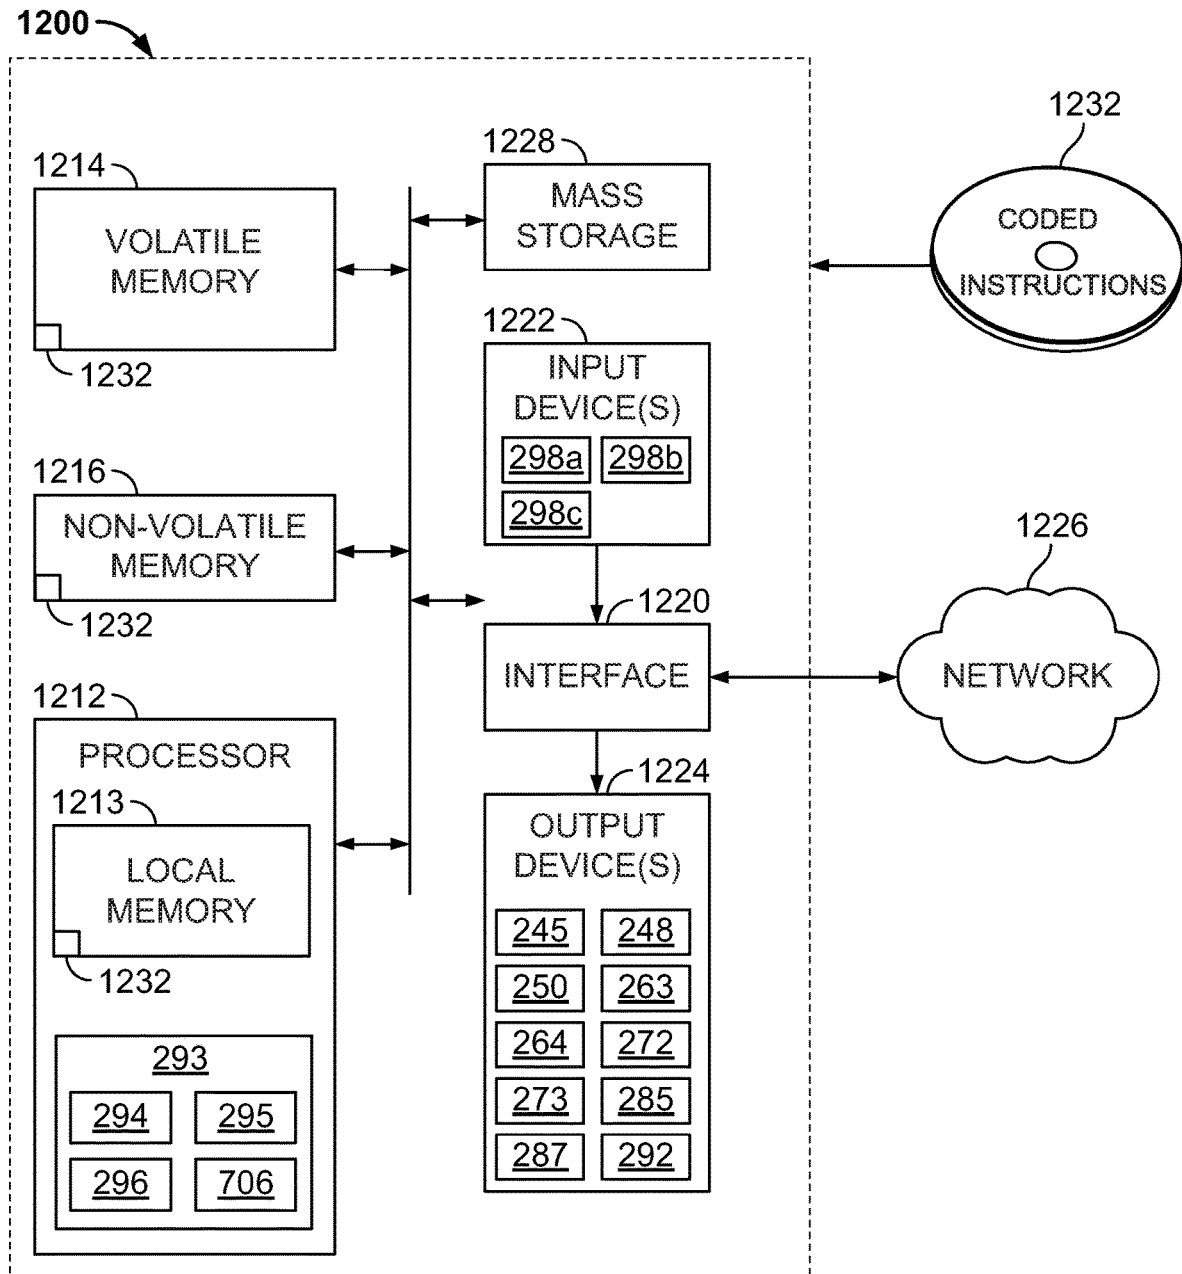 1200
1232
CODED
INSTRUCTIONS
1214
VOLATILE
MEMORY
1232
1228
MASS
STORAGE
1222
INPUT
DEVICE(S)
298a 298b
298c
1216
NON-VOLATILE
MEMORY
1232
1220
INTERFACE
1226
NETWORK
1212
PROCESSOR
1213
LOCAL
MEMORY
1232
293
294 295
296 706
1224
OUTPUT
DEVICE(S)
245 248
250 263
264 272
273 285
287 292